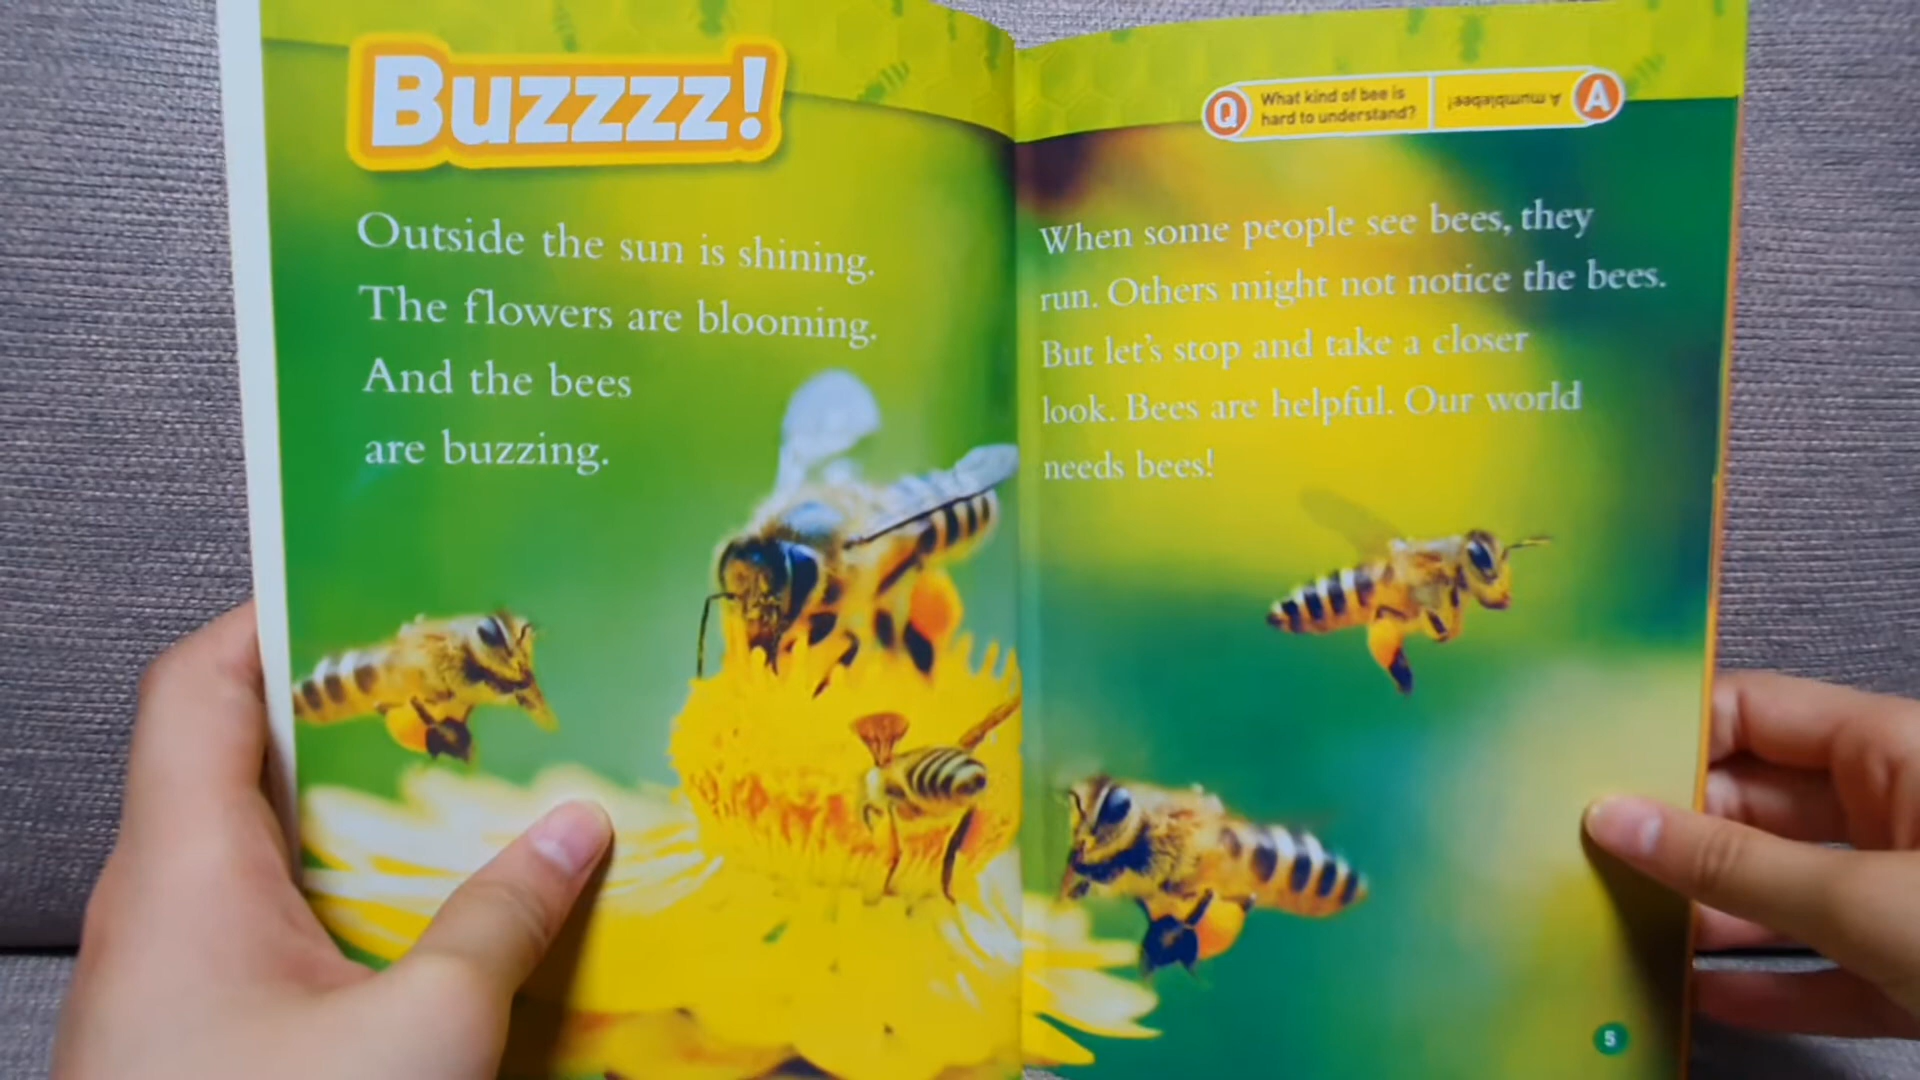 Buzzzz!
Outside the sun is shining.
The flowers are blooming.
And the bees
are buzzing.
Q
What kind of bee is
hard to understand?
A mumblebee!
A
When some people see bees, they
run. Others might not notice the bees.
But let's stop and take a closer
look. Bees are helpful. Our world
needs bees!
5